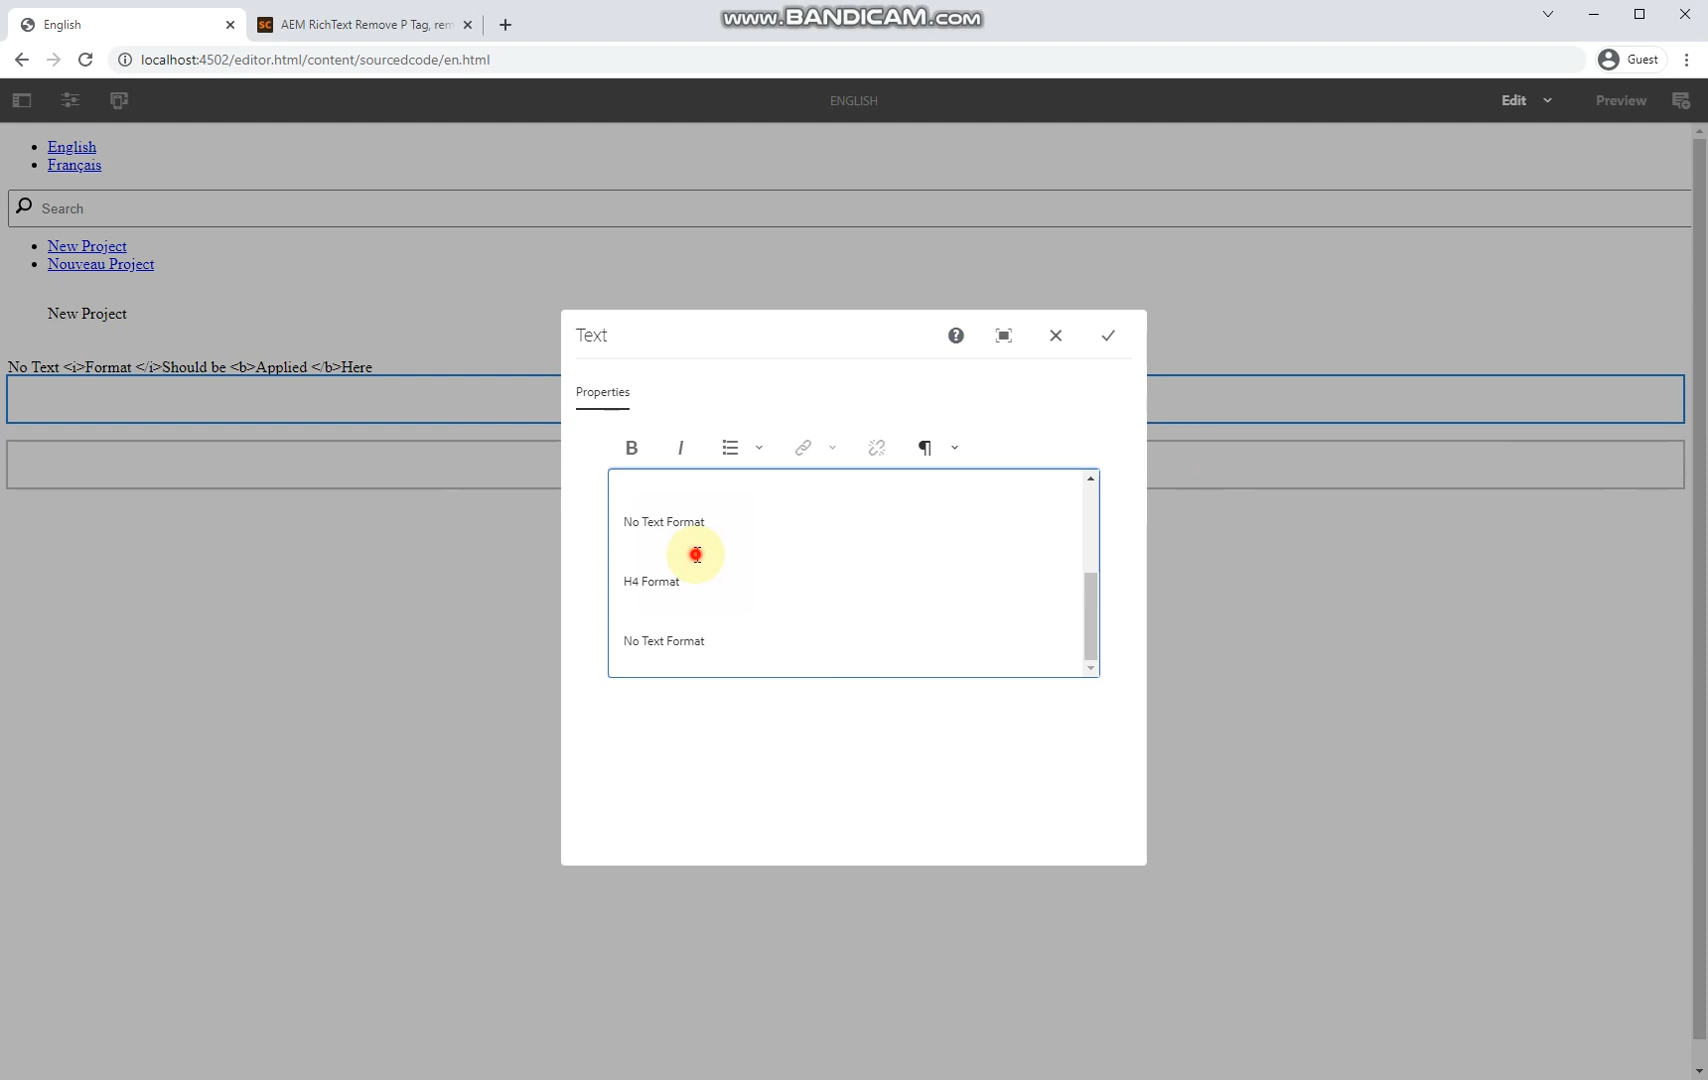 www.BANDICAM.com
English
AEM RichText Remove P Tag, rem
localhost:4502/editor.html/content/sourcedcode/en.html
Guest
ENGLISH
Edit
Preview
English
Français
Search
New Project
Nouveau Project
New Project
No Text <i>Format </i>Should be <b>Applied </b>Here
Text
Properties
B I
No Text Format
H4 Format
No Text Format